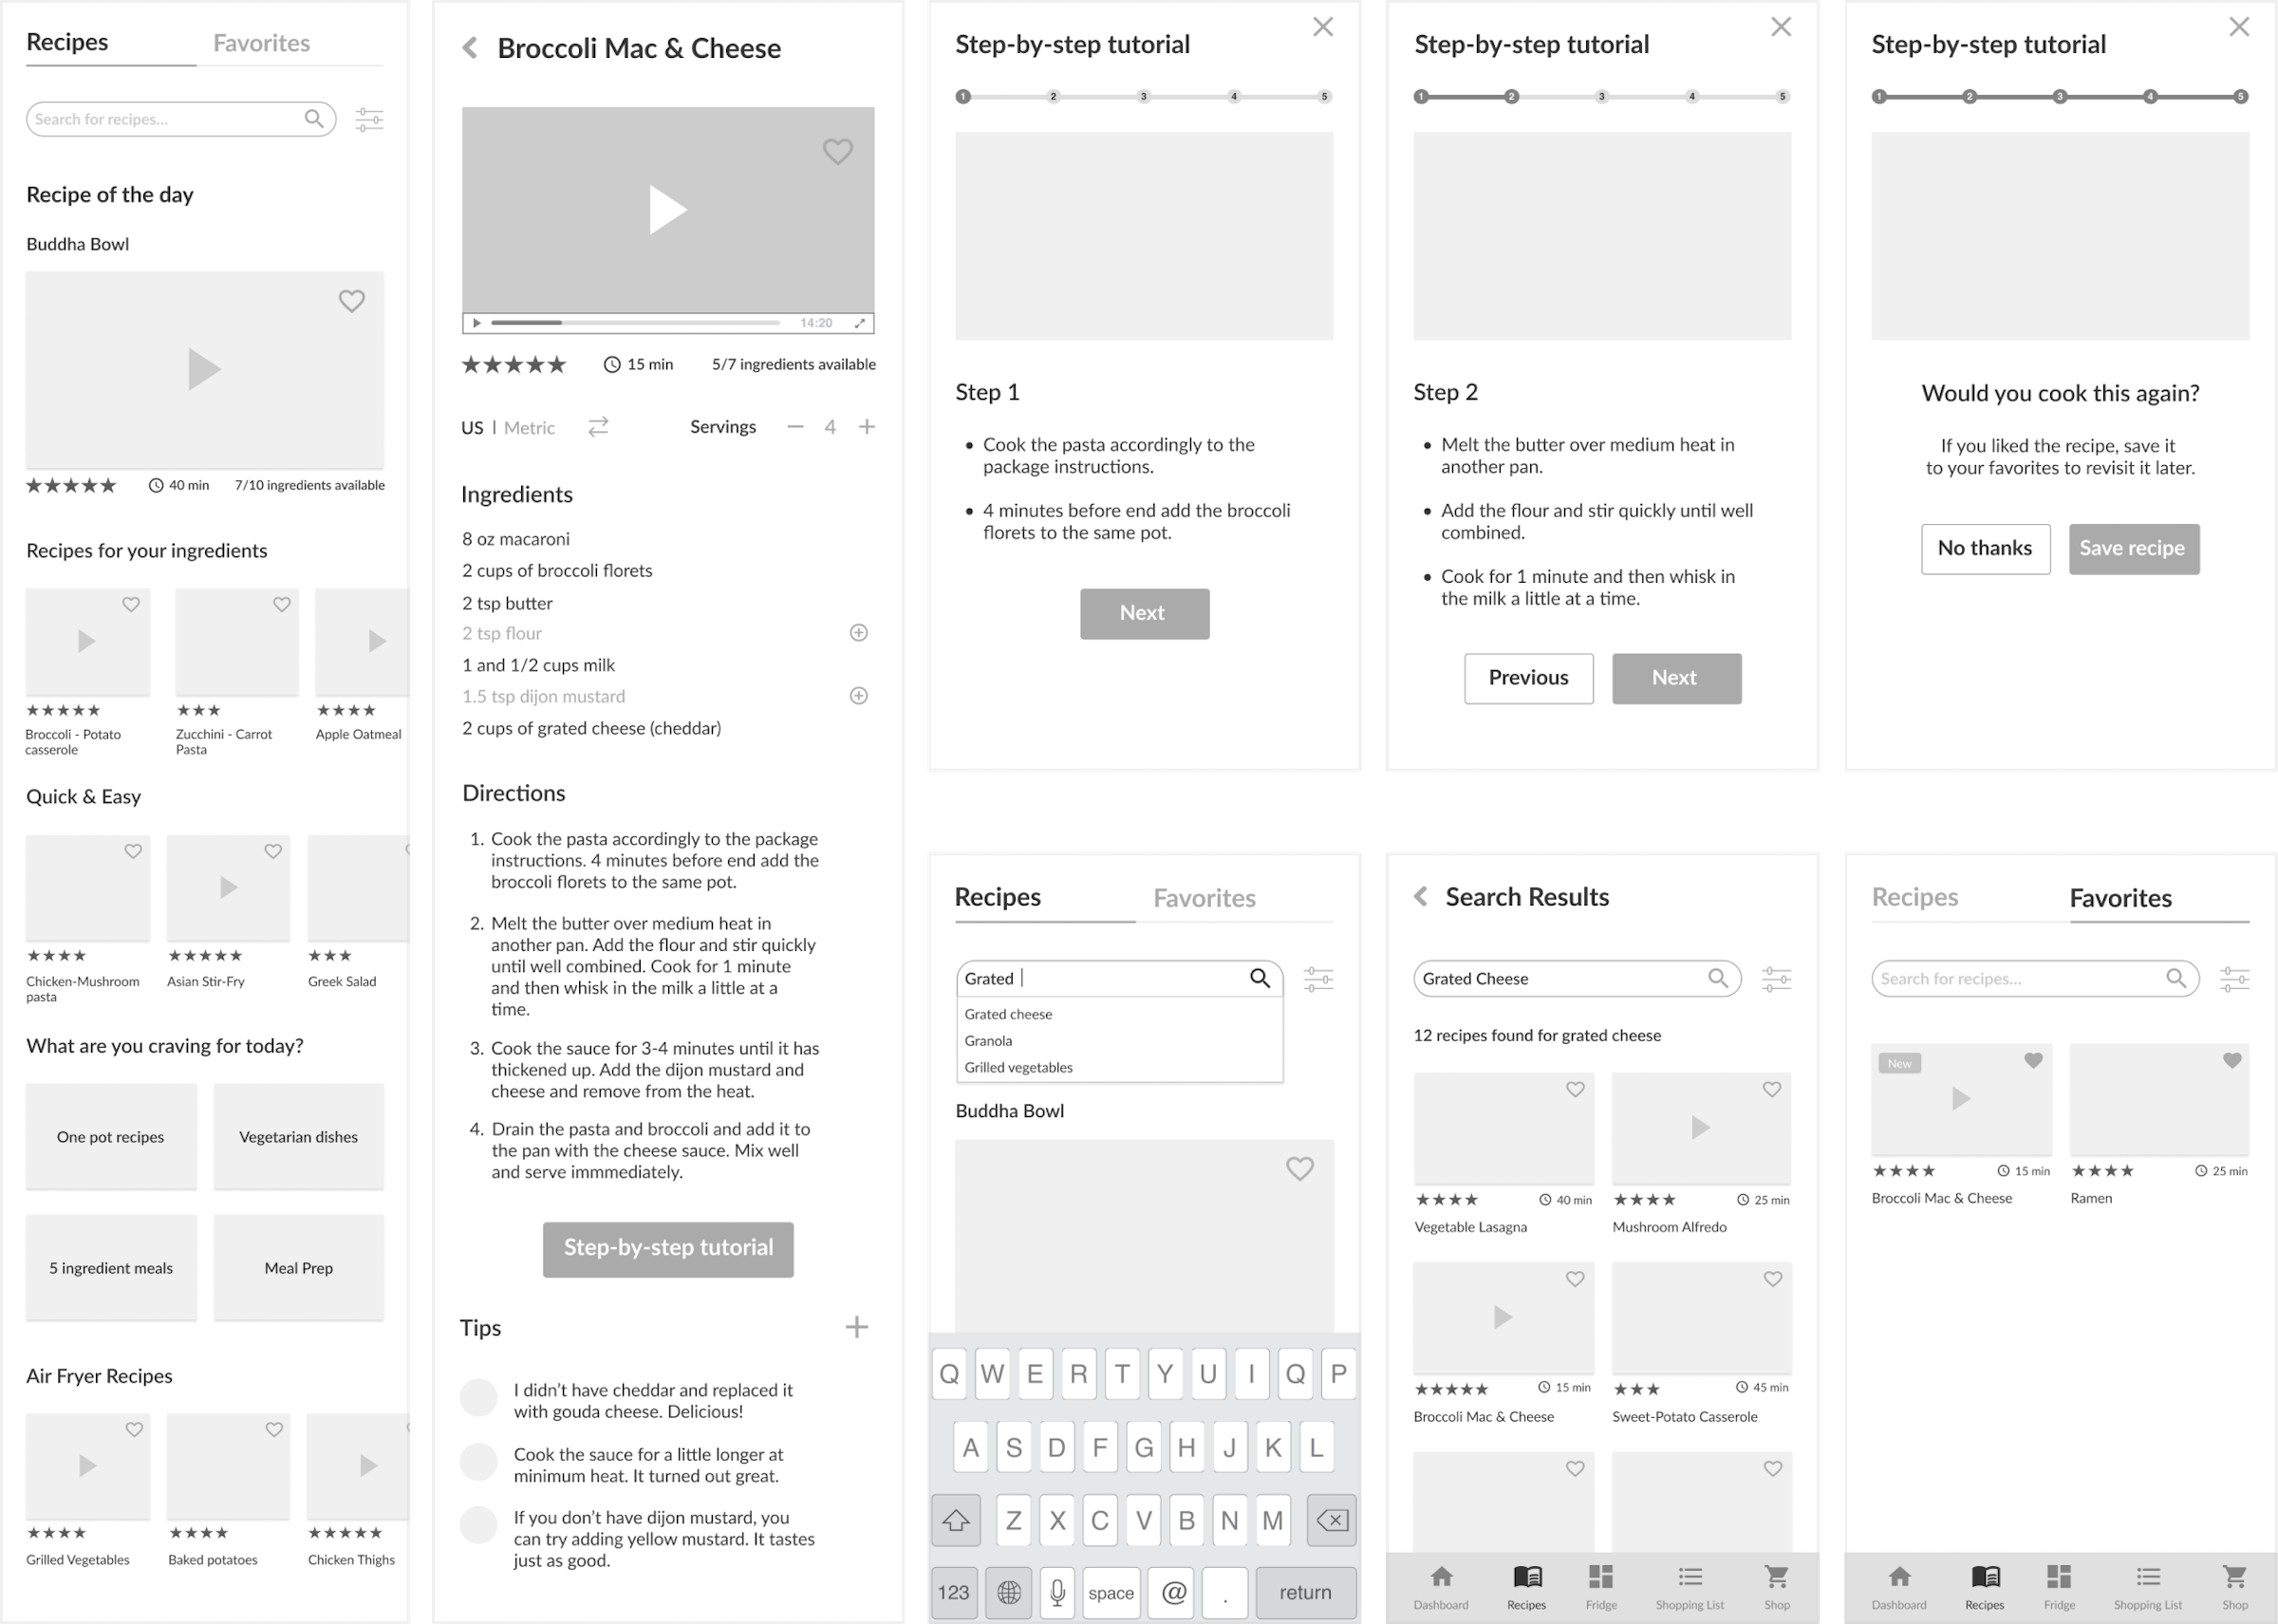 Recipes
Favorites
Search for recipes...
Recipe of the day
Buddha Bowl
40 min
7/10 ingredients available
Recipes for your ingredients
Broccoli - Potato
casserole
Zucchini - Carrot
Pasta
Apple Oatmeal
Quick & Easy
Chicken-Mushroom
pasta
Asian Stir-Fry
Greek Salad
What are you craving for today?
One pot recipes
Vegetarian dishes
5 ingredient meals
Meal Prep
Air Fryer Recipes
Grilled Vegetables
Baked potatoes
Chicken Thighs
Broccoli Mac & Cheese
14:20
15 min
5/7 ingredients available
US | Metric
Servings
4
Ingredients
8 oz macaroni
2 cups of broccoli florets
2 tsp butter
2 tsp flour
1 and 1/2 cups milk
1.5 tsp dijon mustard
2 cups of grated cheese (cheddar)
Directions
1. Cook the pasta accordingly to the package
instructions. 4 minutes before end add the
broccoli florets to the same pot.
2. Melt the butter over medium heat in
another pan. Add the flour and stir quickly
until well combined. Cook for 1 minute
and then whisk in the milk a little at a
time.
3. Cook the sauce for 3-4 minutes until it has
thickened up. Add the dijon mustard and
cheese and remove from the heat.
4. Drain the pasta and broccoli and add it to
the pan with the cheese sauce. Mix well
and serve immmediately.
Step-by-step tutorial
Tips
I didn't have cheddar and replaced it
with gouda cheese. Delicious!
Cook the sauce for a little longer at
minimum heat. It turned out great.
If you don't have dijon mustard, you
can try adding yellow mustard. It tastes
just as good.
Step-by-step tutorial
1 2 3 4 5
Step 1
• Cook the pasta accordingly to the
package instructions.
• 4 minutes before end add the broccoli
florets to the same pot.
Next
Step-by-step tutorial
1 2 3 4 5
Step 2
• Melt the butter over medium heat in
another pan.
• Add the flour and stir quickly until well
combined.
• Cook for 1 minute and then whisk in
the milk a little at a time.
Previous
Next
Step-by-step tutorial
1 2 3 4 5
Would you cook this again?
If you liked the recipe, save it
to your favorites to revisit it later.
No thanks
Save recipe
Recipes
Favorites
Grated
Grated cheese
Granola
Grilled vegetables
Buddha Bowl
Q W E R T Y U I Q P
A S D F G H J K L
Z X C V B N M
123 space @ . return
Search Results
Grated Cheese
12 recipes found for grated cheese
40 min
25 min
Vegetable Lasagna
Mushroom Alfredo
15 min
45 min
Broccoli Mac & Cheese
Sweet-Potato Casserole
Dashboard
Recipes
Fridge
Shopping List
Shop
Recipes
Favorites
Search for recipes...
New
15 min
25 min
Broccoli Mac & Cheese
Ramen
Dashboard
Recipes
Fridge
Shopping List
Shop